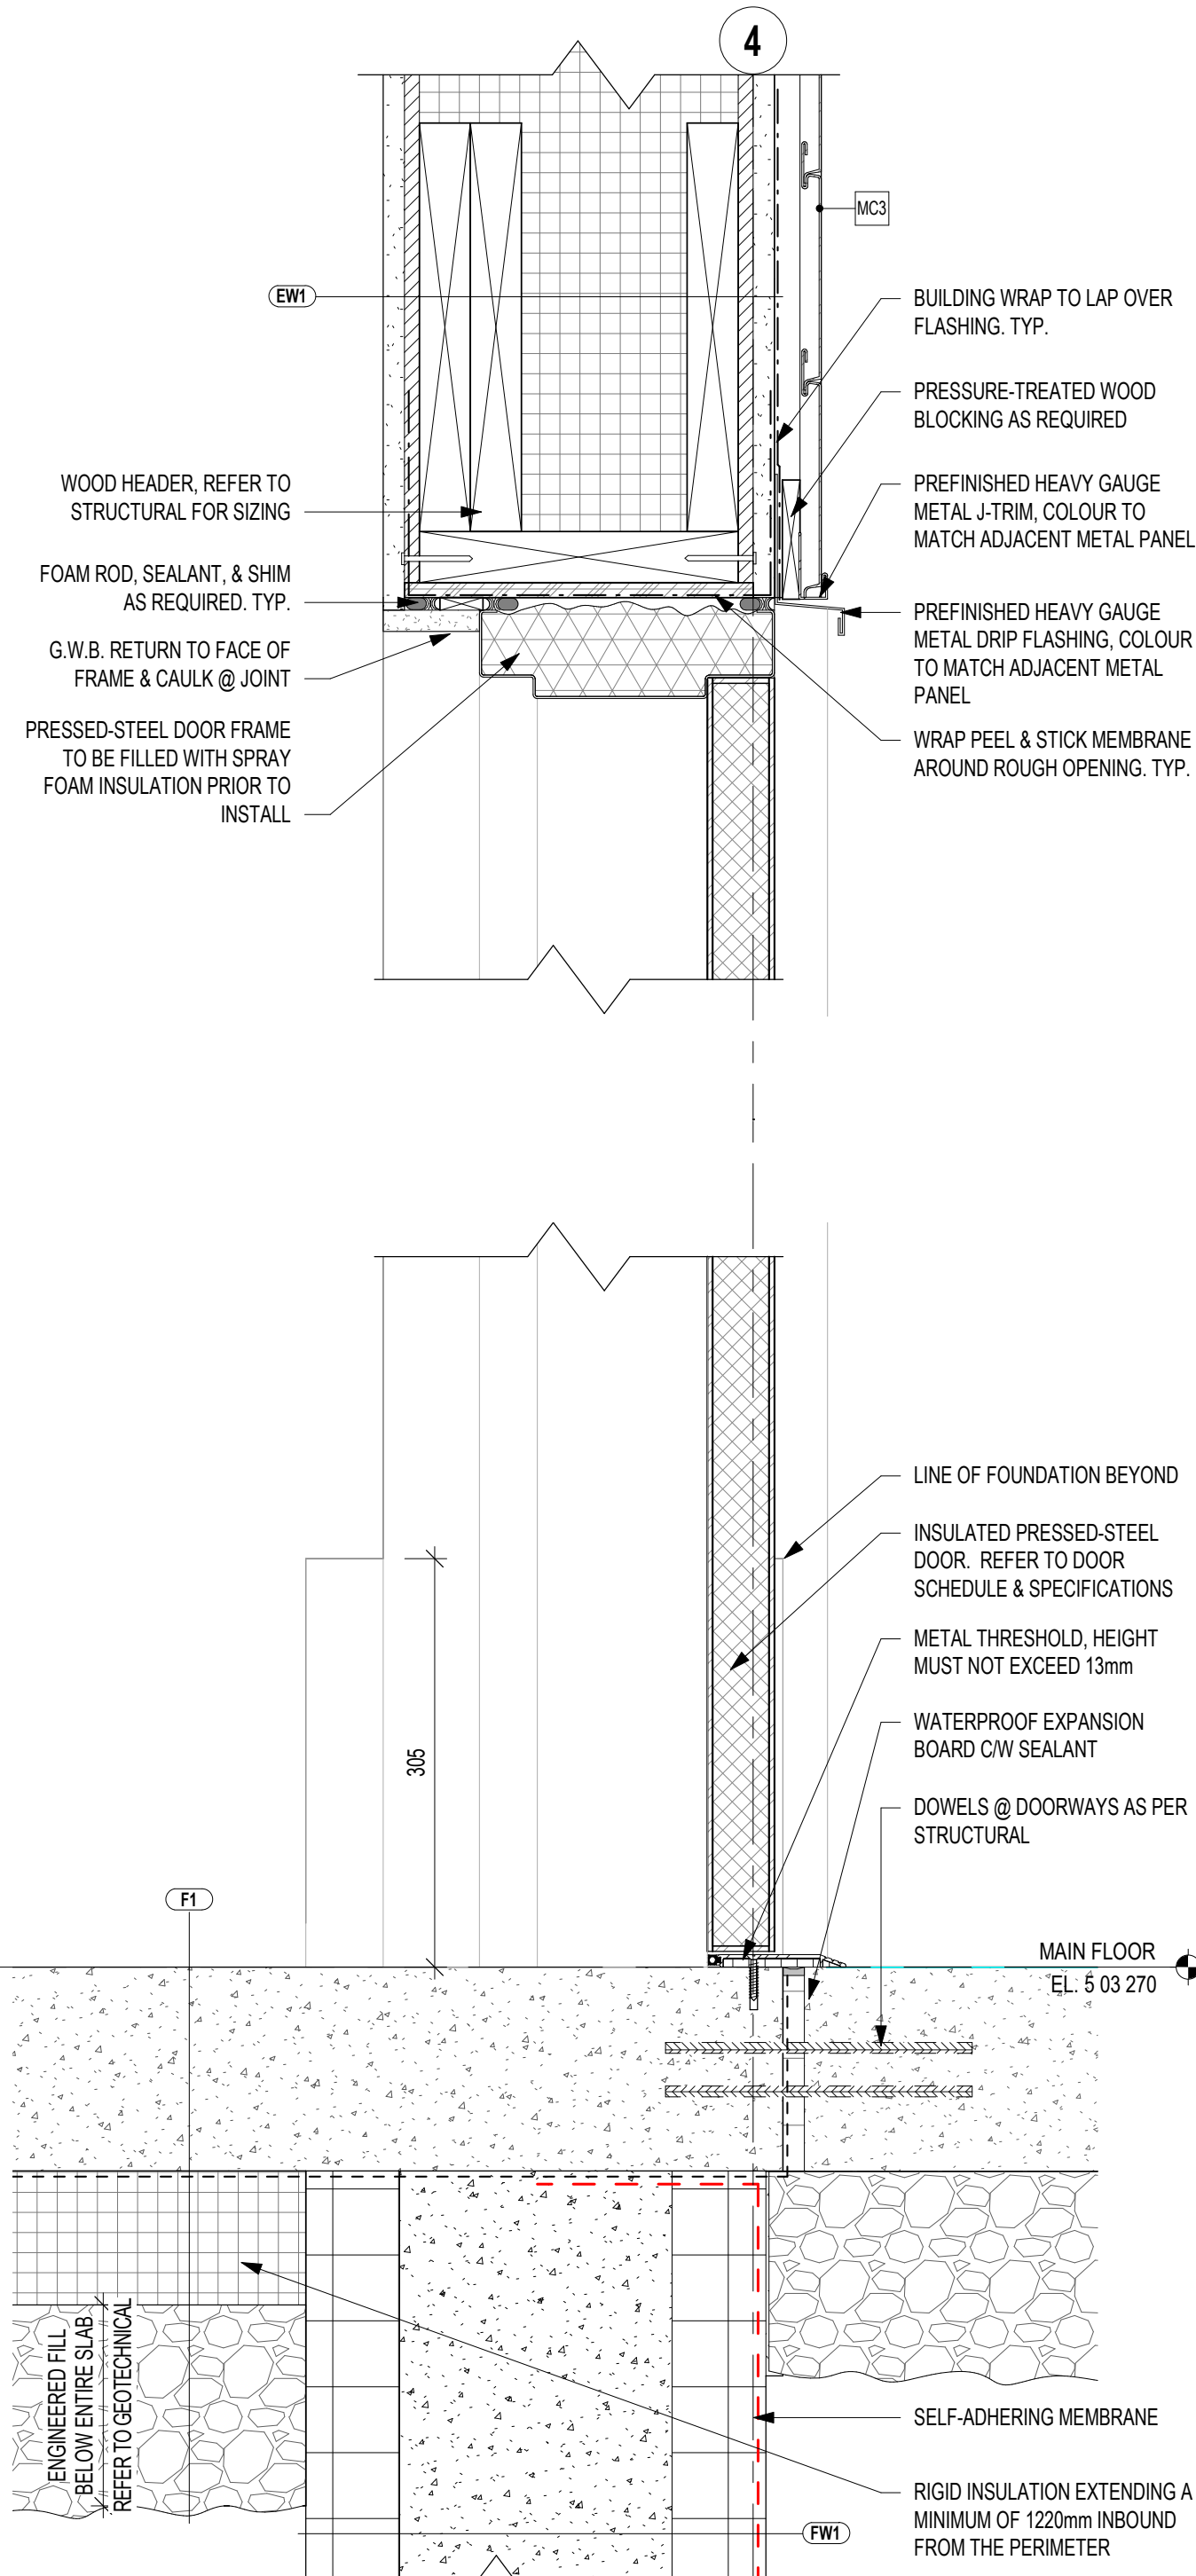 4
MC3
EW1
BUILDING WRAP TO LAP OVER
FLASHING. TYP.
PRESSURE-TREATED WOOD
BLOCKING AS REQUIRED
WOOD HEADER, REFER TO
STRUCTURAL FOR SIZING
PREFINISHED HEAVY GAUGE
METAL J-TRIM, COLOUR TO
MATCH ADJACENT METAL PANEL
FOAM ROD, SEALANT, & SHIM
AS REQUIRED. TYP.
PREFINISHED HEAVY GAUGE
METAL DRIP FLASHING, COLOUR
TO MATCH ADJACENT METAL
PANEL
G.W.B. RETURN TO FACE OF
FRAME & CAULK @ JOINT
PRESSED-STEEL DOOR FRAME
TO BE FILLED WITH SPRAY
FOAM INSULATION PRIOR TO
INSTALL
WRAP PEEL & STICK MEMBRANE
AROUND ROUGH OPENING. TYP.
LINE OF FOUNDATION BEYOND
INSULATED PRESSED-STEEL
DOOR. REFER TO DOOR
SCHEDULE & SPECIFICATIONS
METAL THRESHOLD, HEIGHT
MUST NOT EXCEED 13mm
WATERPROOF EXPANSION
BOARD C/W SEALANT
305
DOWELS @ DOORWAYS AS PER
STRUCTURAL
F1
MAIN FLOOR
EL. 5 03 270
ENGINEERED FILL
BELOW ENTIRE SLAB
REFER TO GEOTECHNICAL
SELF-ADHERING MEMBRANE
RIGID INSULATION EXTENDING A
MINIMUM OF 1220mm INBOUND
FROM THE PERIMETER
FW1